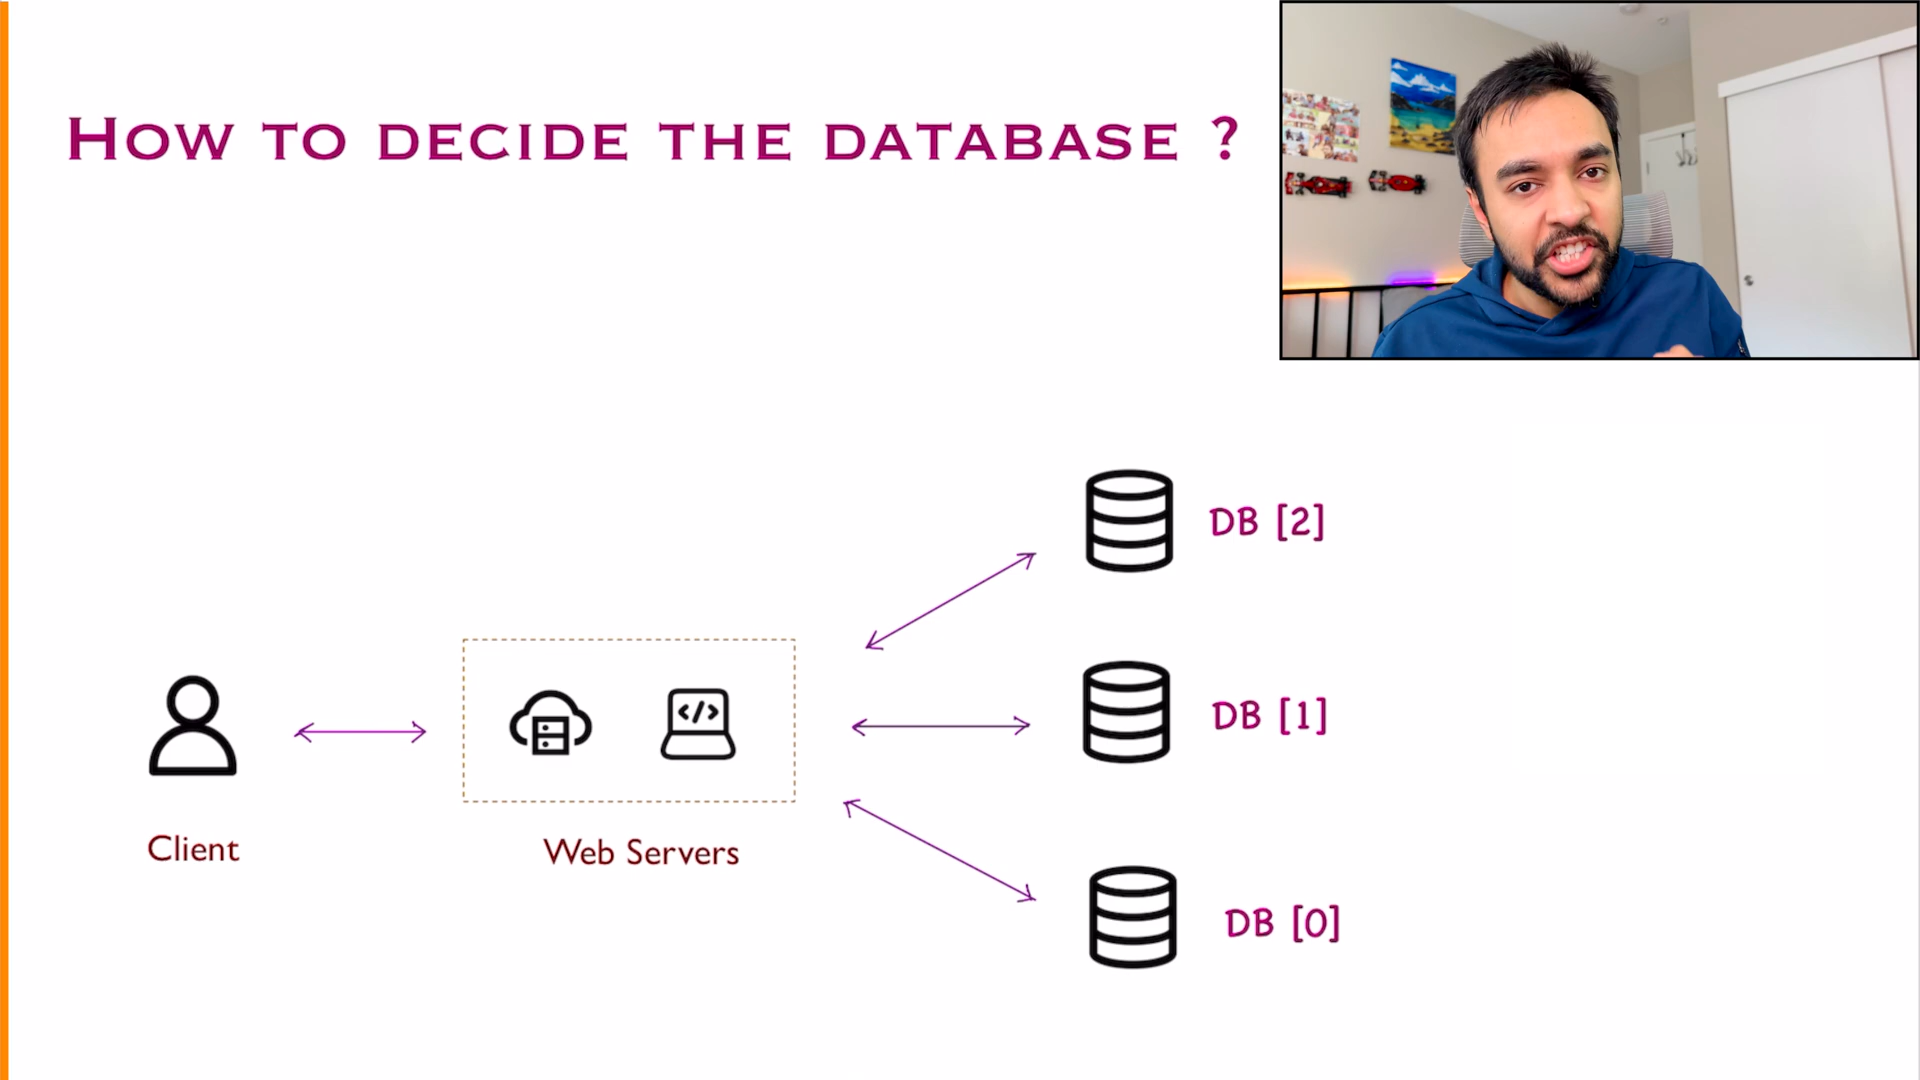 How to decide the database ?
DB [2]
DB [1]
</>
Client
Web Servers
DB [0]